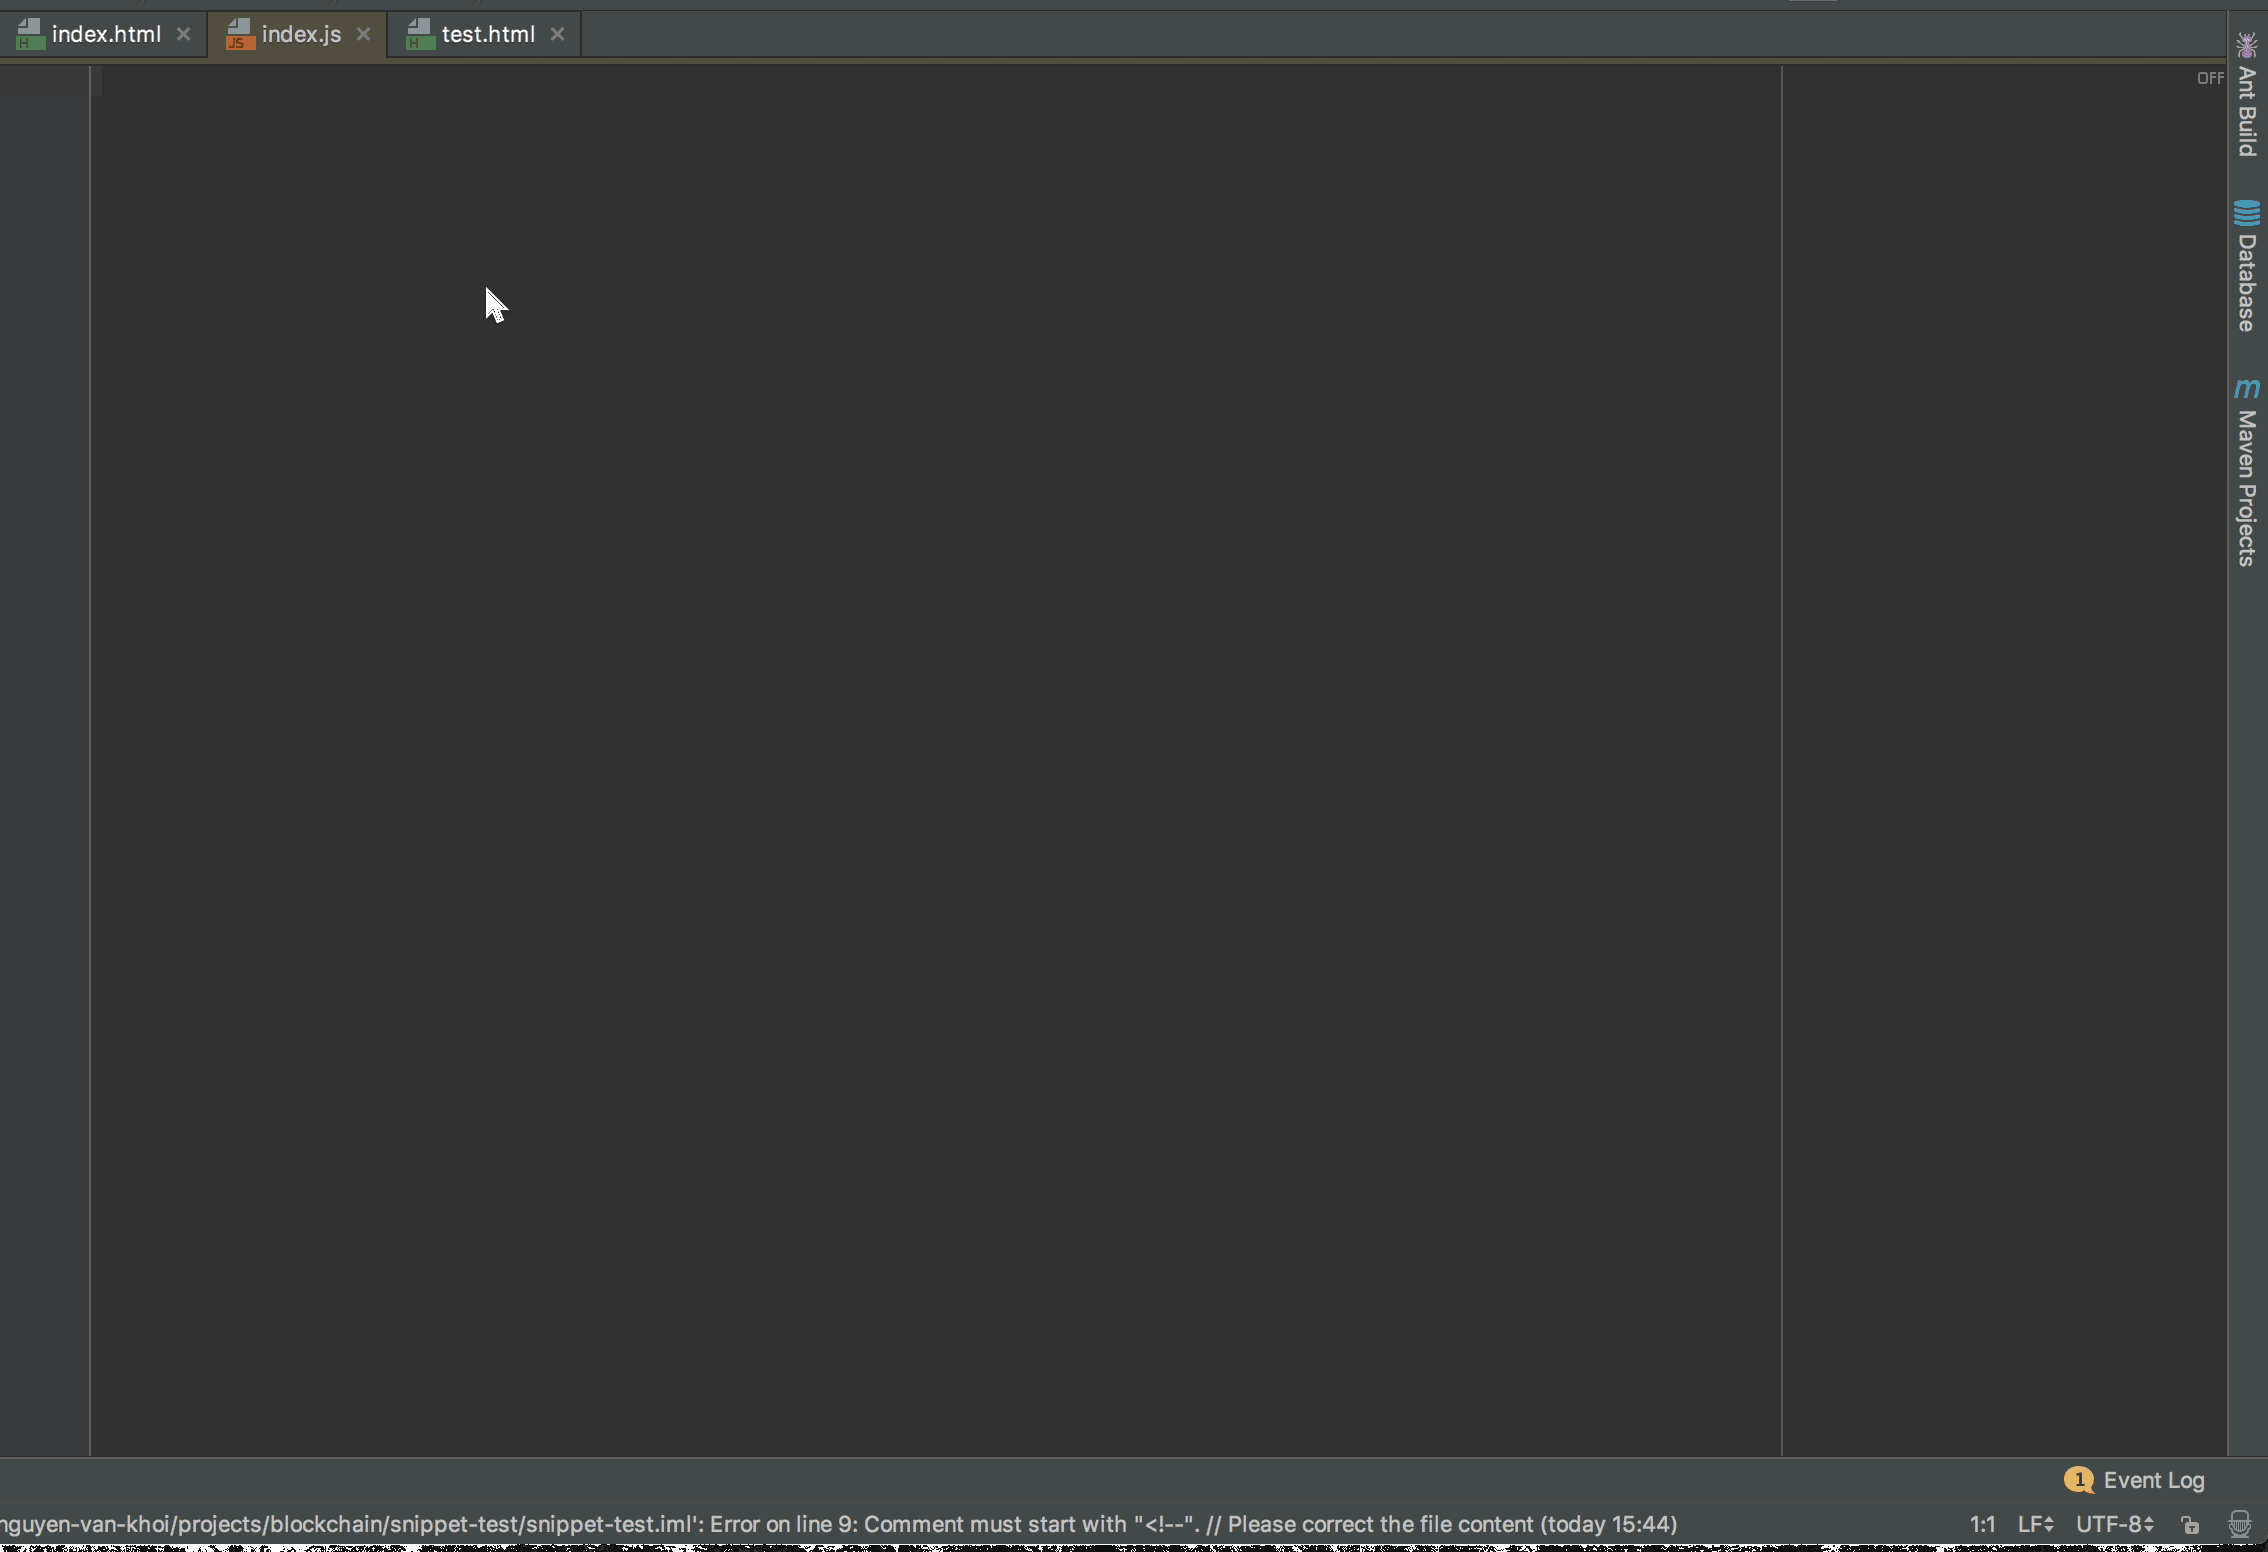 index.html
index.js
test.html
OFF
Ant Build
Database
Maven Projects
1 Event Log
nguyen-van-khoi/projects/blockchain/snippet-test/snippet-test.iml': Error on line 9: Comment must start with "<!--". // Please correct the file content (today 15:44)
1:1 LF UTF-8